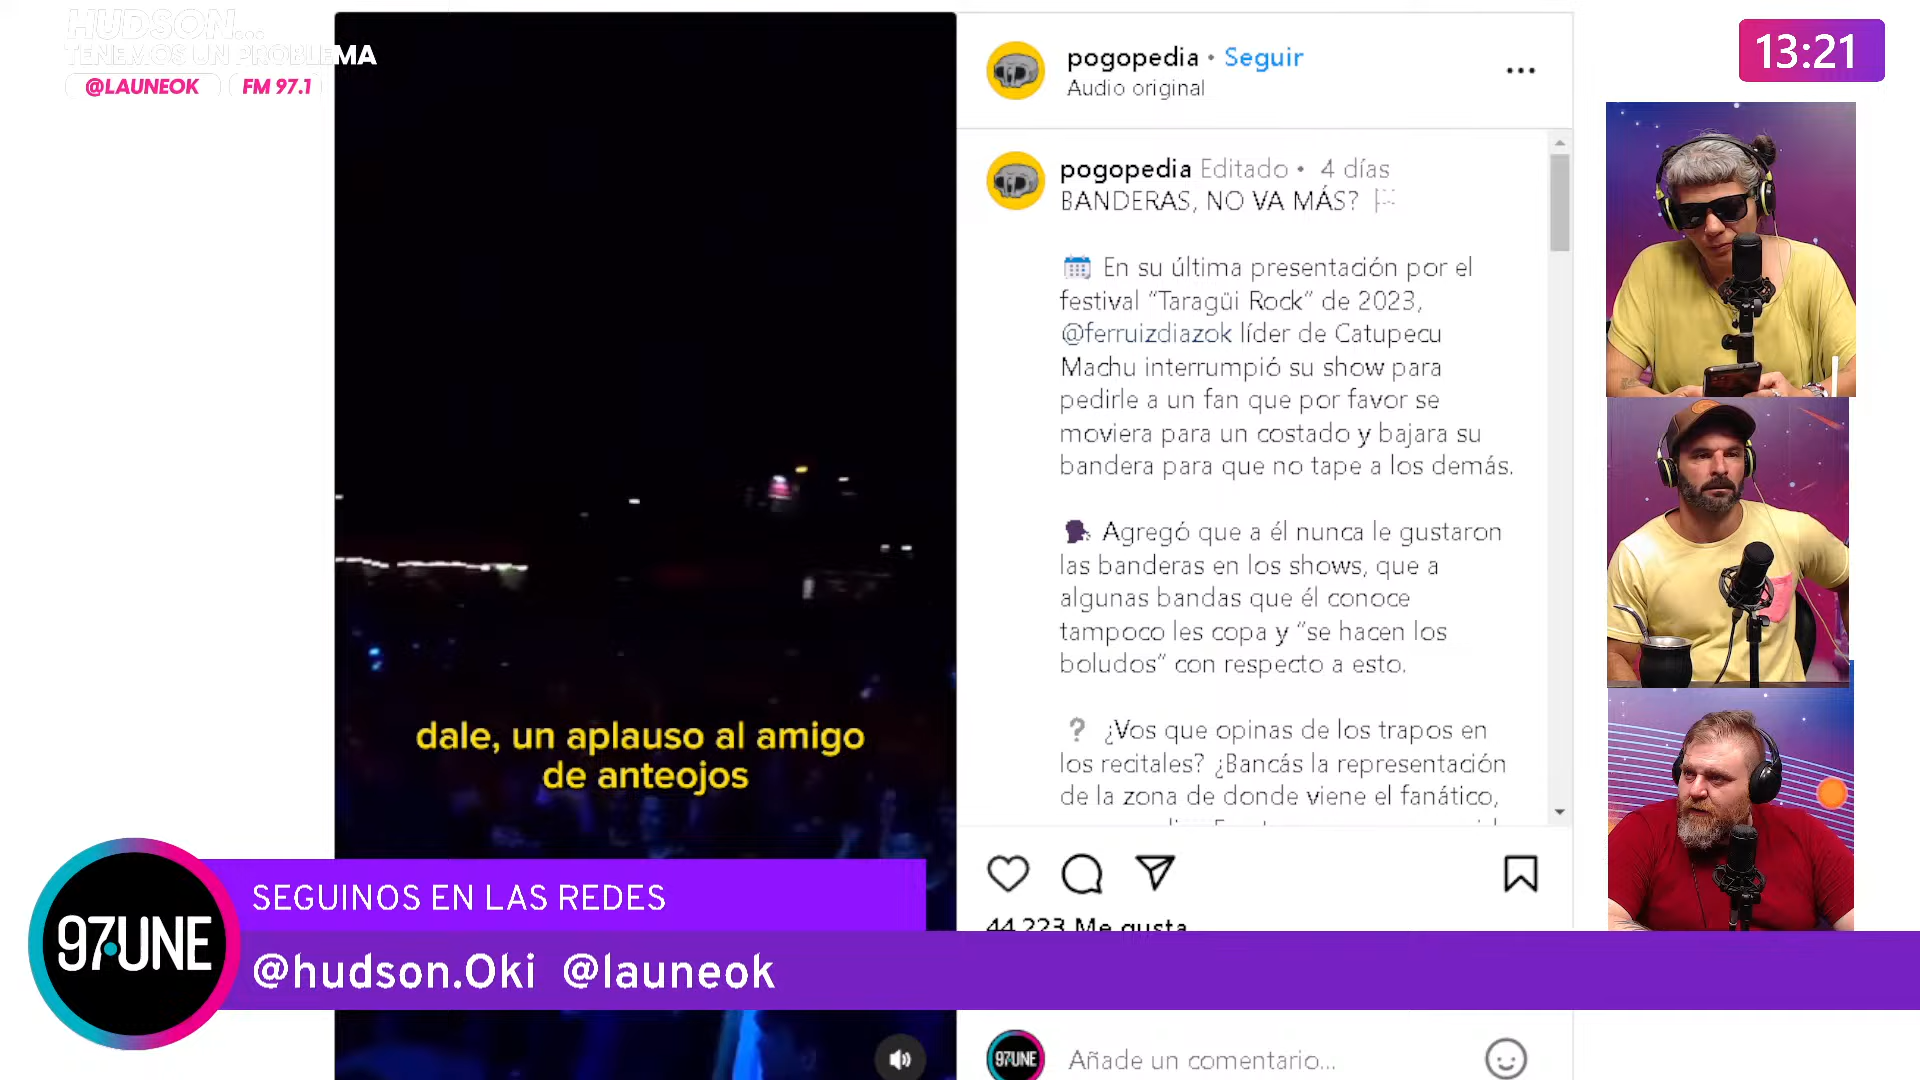 HUDSON...
TENEMOS UN PROBLEMA
@LAUNEOK FM 97.1
13:21
pogopedia • Seguir
Audio original
pogopedia Editado • 4 días
BANDERAS, NO VA MÁS?
En su última presentación por el
festival “Taragüi Rock” de 2023,
@ferruizdiazok líder de Catupecu
Machu interrumpió su show para
pedirle a un fan que por favor se
moviera para un costado y bajara su
bandera para que no tape a los demás.
Agregó que a él nunca le gustaron
las banderas en los shows, que a
algunas bandas que él conoce
tampoco les copa y “se hacen los
boludos” con respecto a esto.
¿Vos que opinas de los trapos en
los recitales? ¿Bancás la representación
de la zona de donde viene el fanático,
dale, un aplauso al amigo
de anteojos
44.223 Me gusta
97UNE
SEGUINOS EN LAS REDES
@hudson.Oki @launeok
97UNE
Añade un comentario...